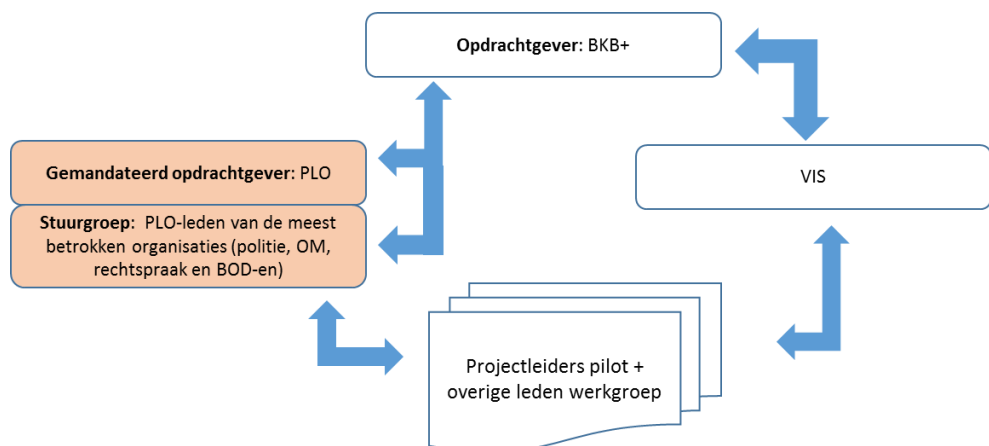 Opdrachtgever: BKB+
Gemandateerd opdrachtgever: PLO
Stuurgroep: PLO-leden van de meest
betrokken organisaties (politie, OM,
rechtspraak en BOD-en)
VIS
Projectleiders pilot +
overige leden werkgroep